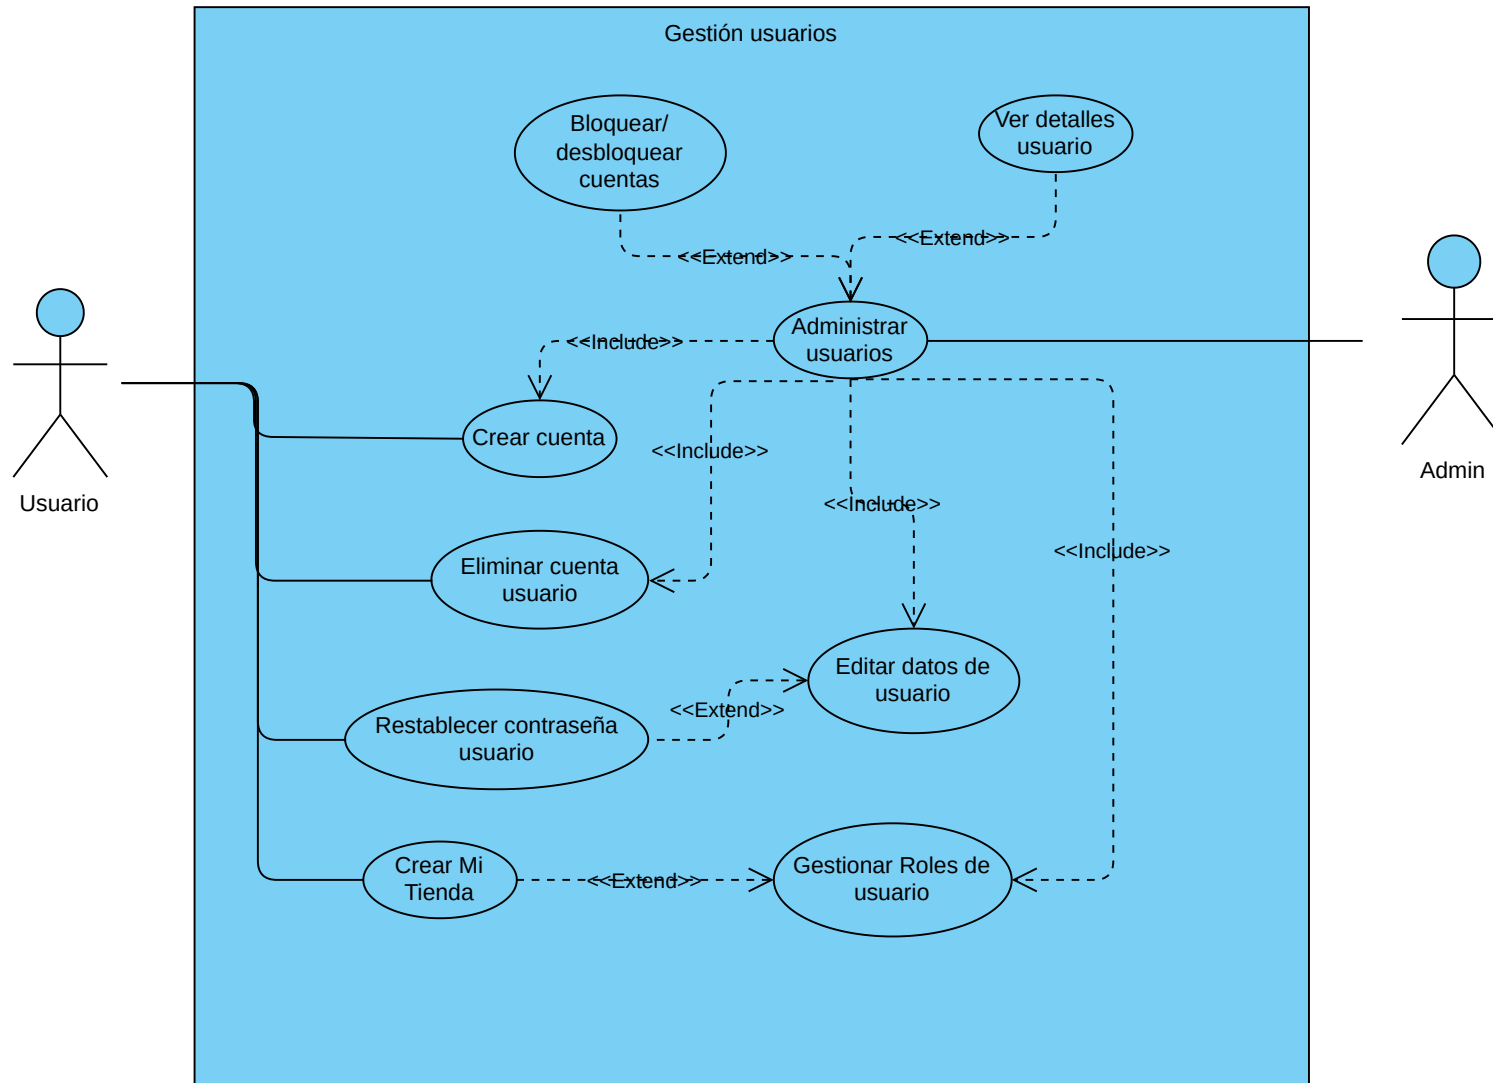 Gestión usuarios
Bloquear/
desbloquear
cuentas
Ver detalles
usuario
<<Extend>>
<<Extend>>
Administrar
usuarios
<<Include>>
Crear cuenta
<<Include>>
Usuario
Admin
<<Include>>
<<Include>>
Eliminar cuenta
usuario
Editar datos de
usuario
<<Extend>>
Restablecer contraseña
usuario
Crear Mi
Tienda
<<Extend>>
Gestionar Roles de
usuario